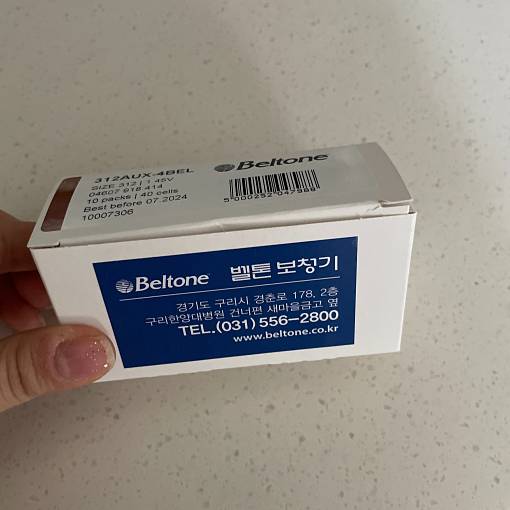 312AUX-4BEL
SIZE 312 | 1.45V
04607 918 414
10 packs | 40 cells
Best before 07.2024
10007306
Beltone
5 000252 047988
Beltone 벨톤 보청기
경기도 구리시 경춘로 178, 2층
구리한양대병원 건너편 새마을금고 옆
TEL.(031) 556-2800
www.beltone.co.kr